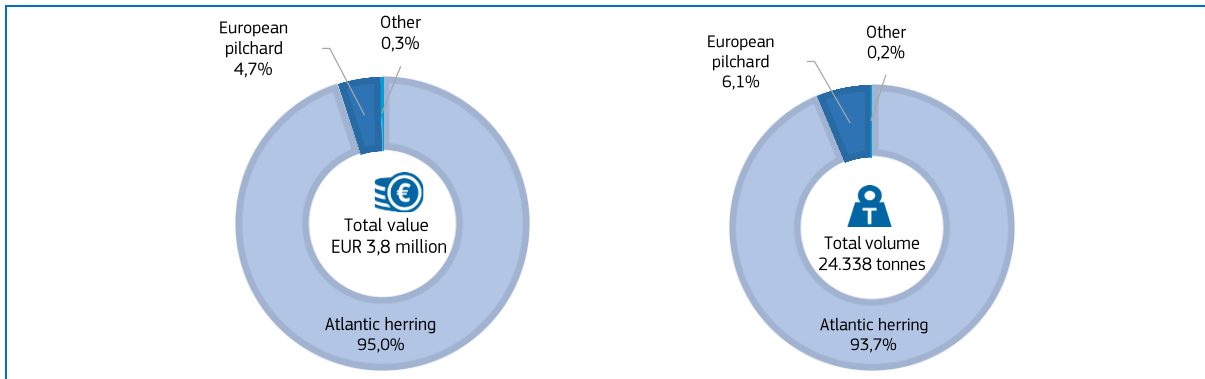 European
pilchard
4,7%
Other
0,3%
€
Total value
EUR 3,8 million
Atlantic herring
95,0%
European
pilchard
6,1%
Other
0,2%
T
Total volume
24.338 tonnes
Atlantic herring
93,7%